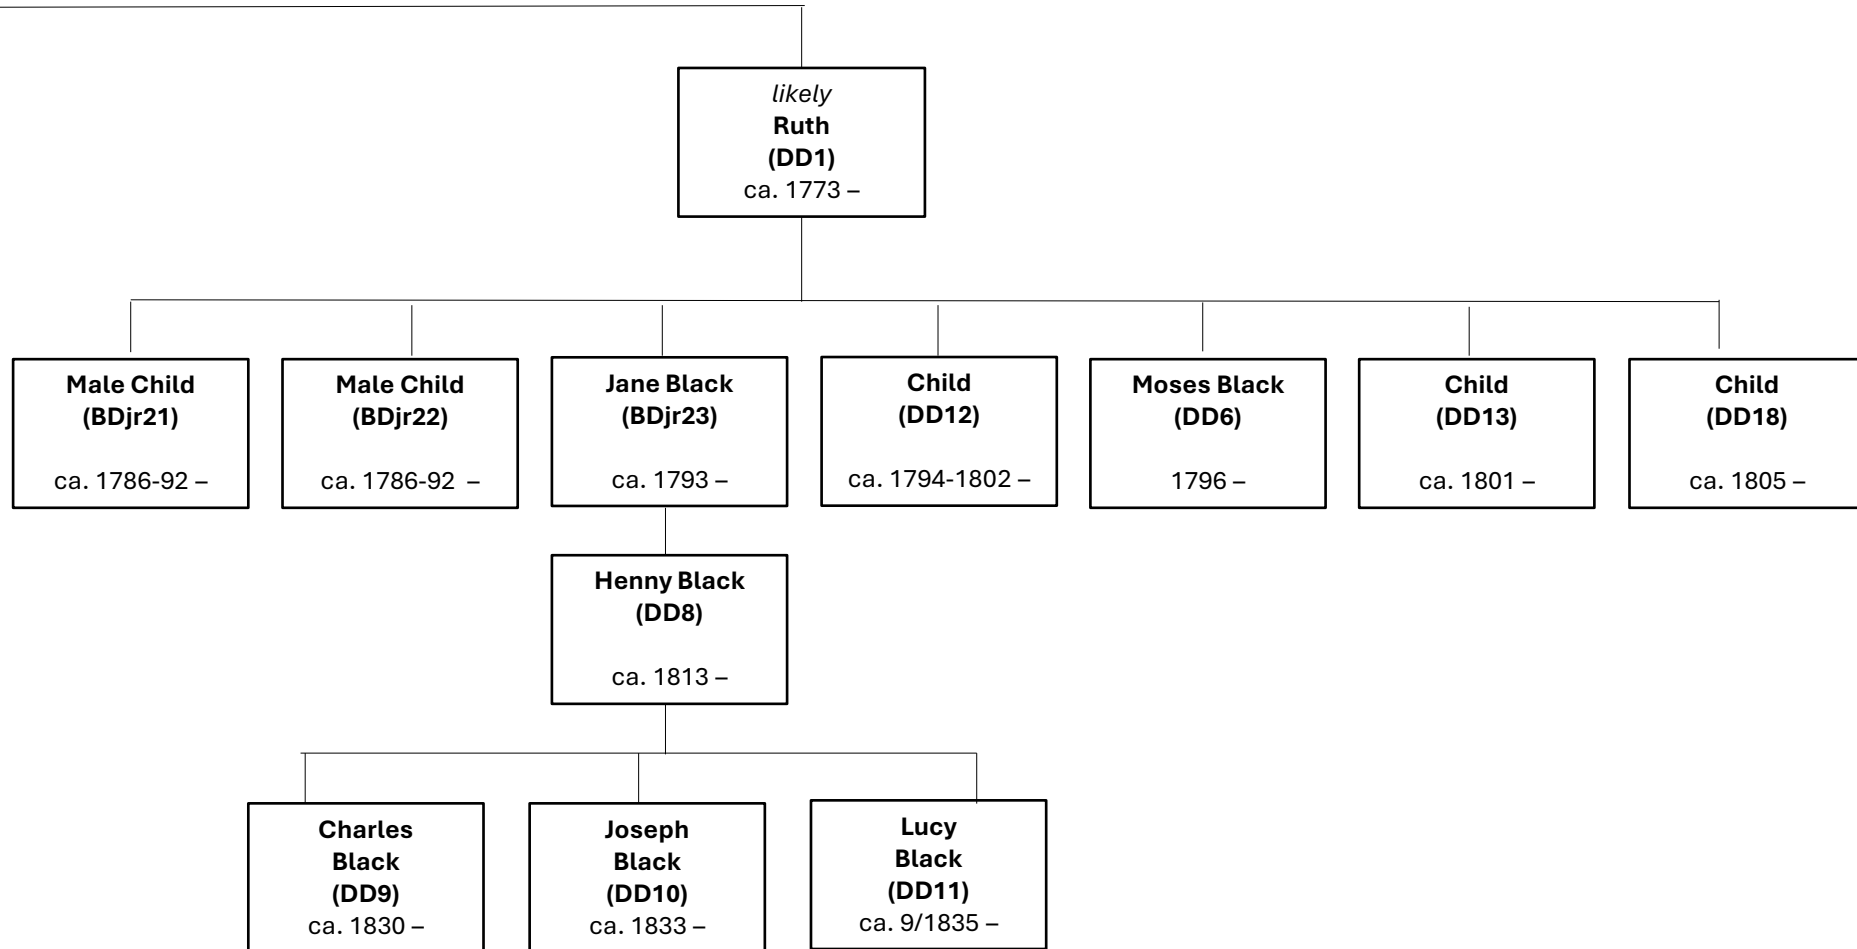 likely
Ruth
(DD1)
ca. 1773 –
Male Child
(BDjr21)
ca. 1786-92 –
Male Child
(BDjr22)
ca. 1786-92 –
Jane Black
(BDjr23)
ca. 1793 –
Child
(DD12)
ca. 1794-1802 –
Moses Black
(DD6)
1796 –
Child
(DD13)
ca. 1801 –
Child
(DD18)
ca. 1805 –
Henny Black
(DD8)
ca. 1813 –
Charles
Black
(DD9)
ca. 1830 –
Joseph
Black
(DD10)
ca. 1833 –
Lucy
Black
(DD11)
ca. 9/1835 –